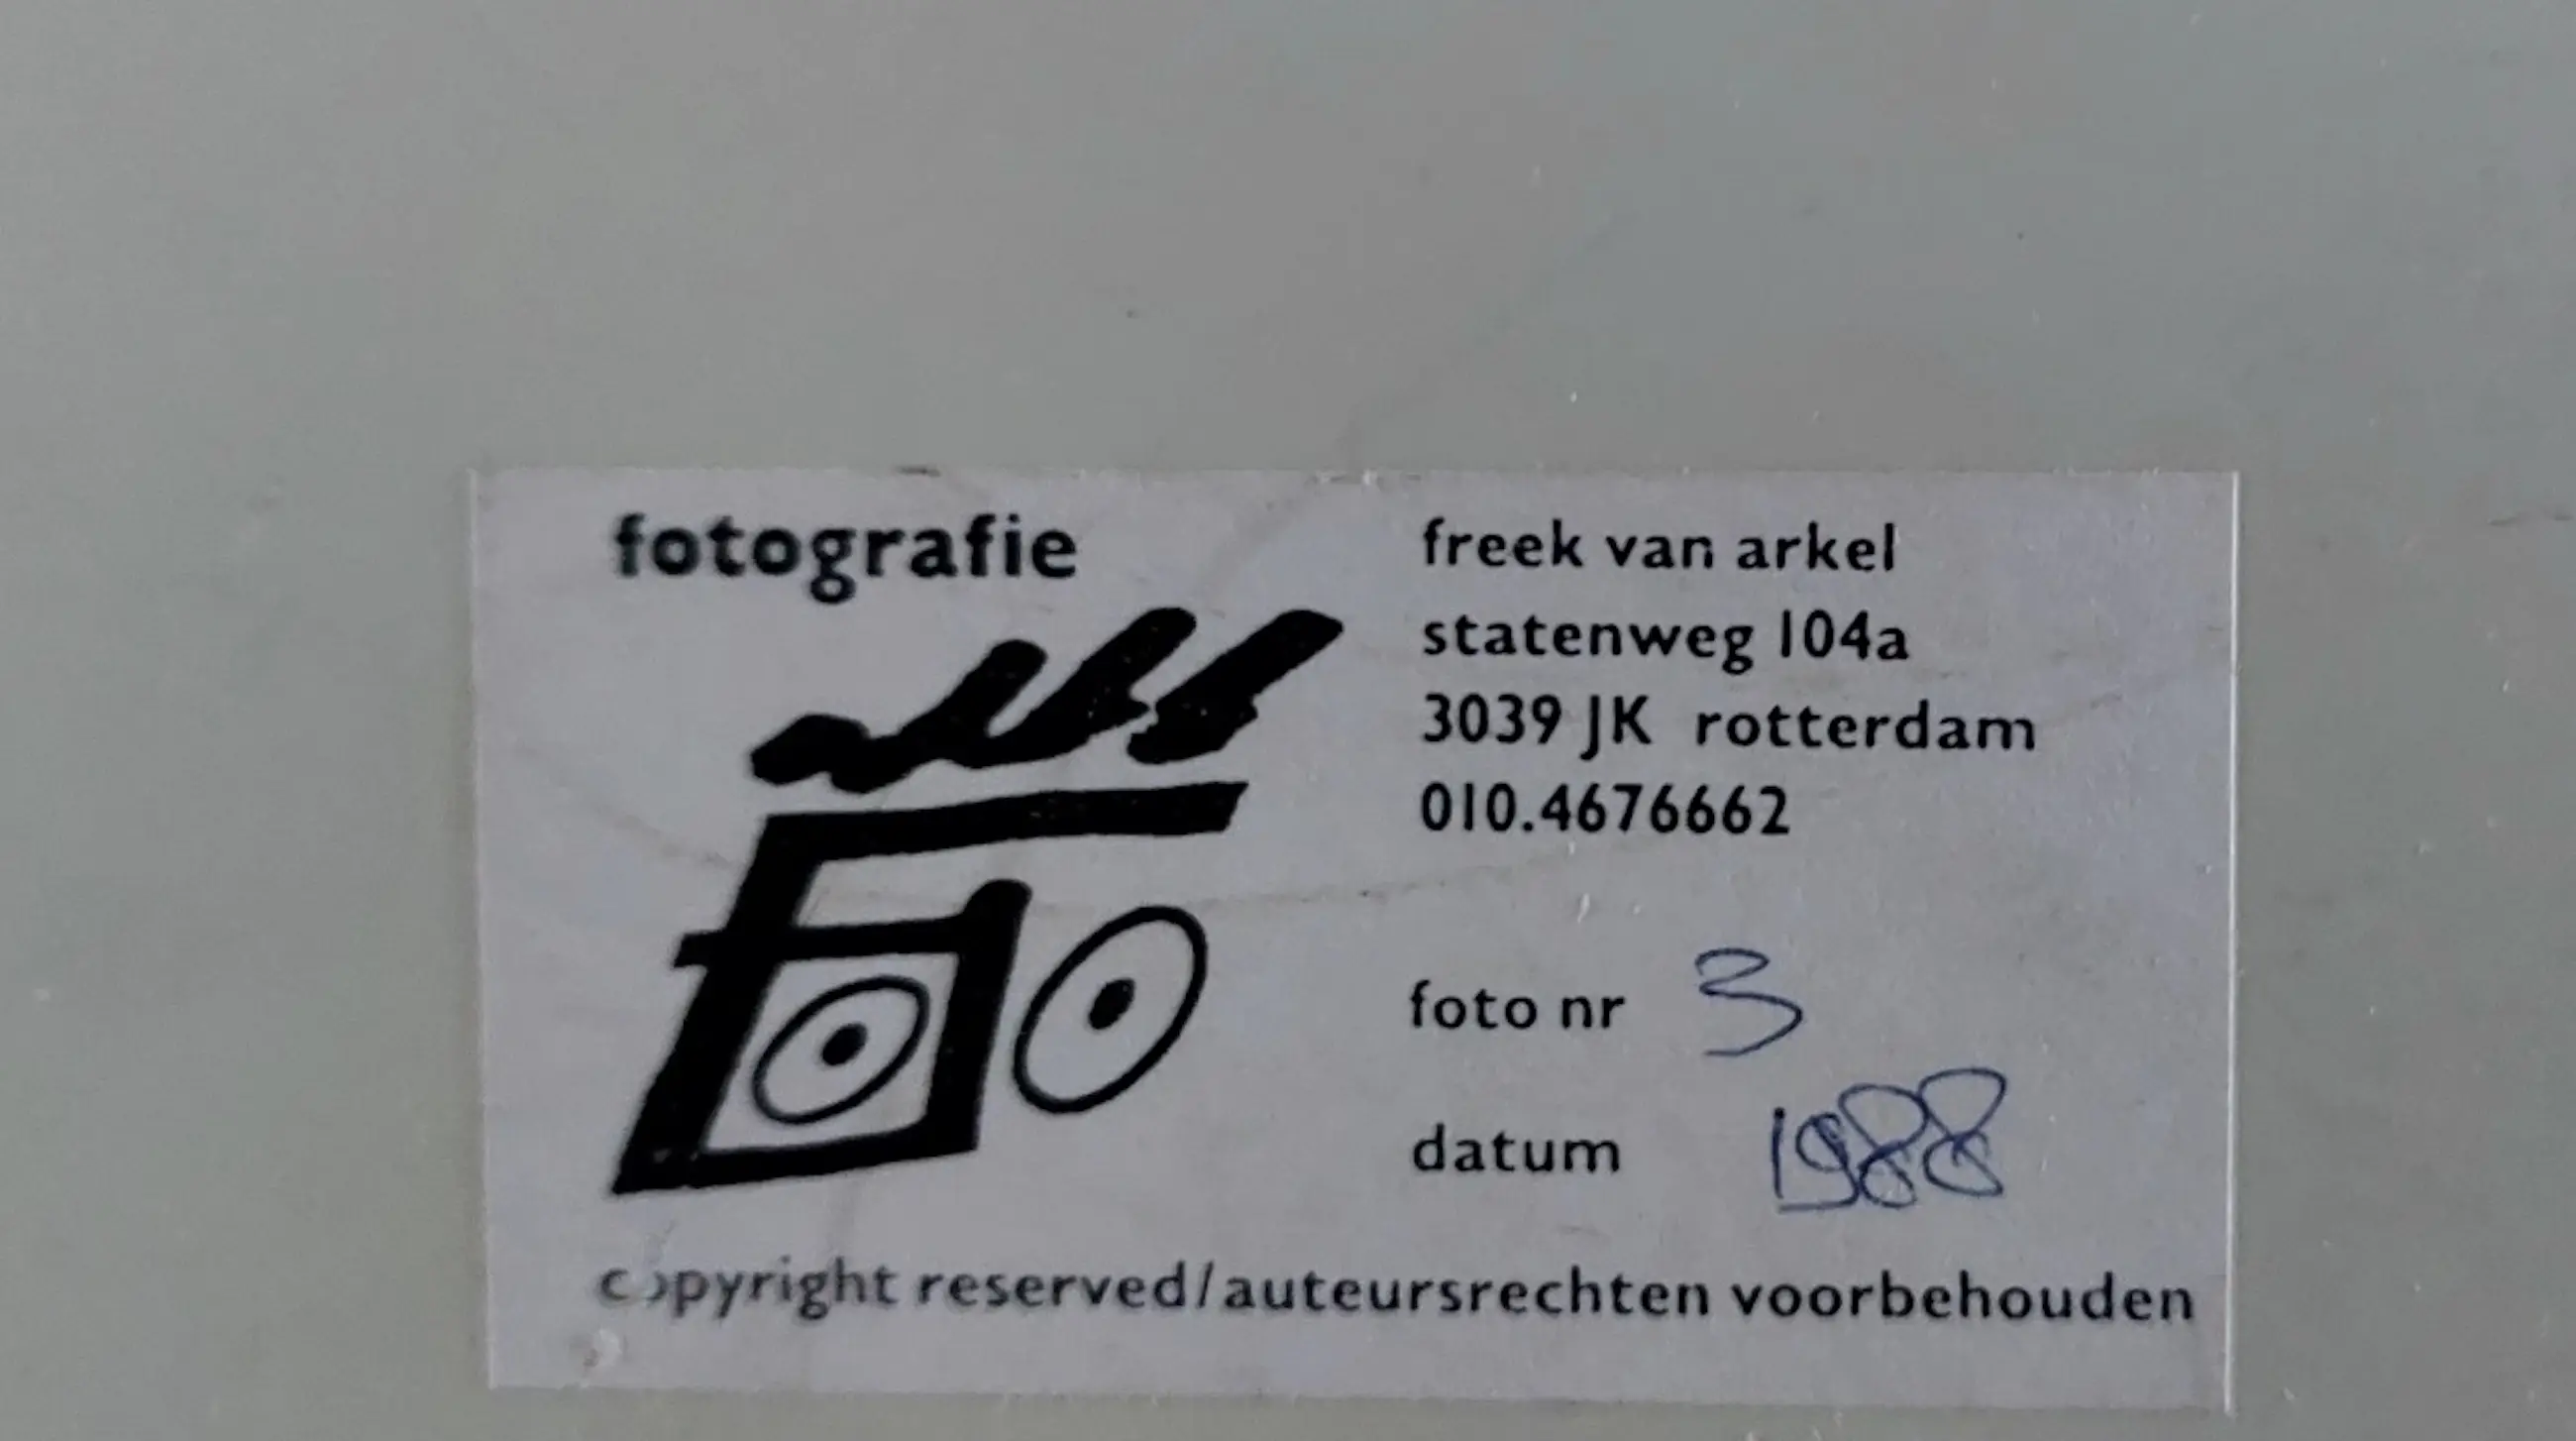 fotografie
freek van arkel
statenweg 104a
3039 JK rotterdam
010.4676662
foto nr 3
datum 1988
copyright reserved/auteursrechten voorbehouden